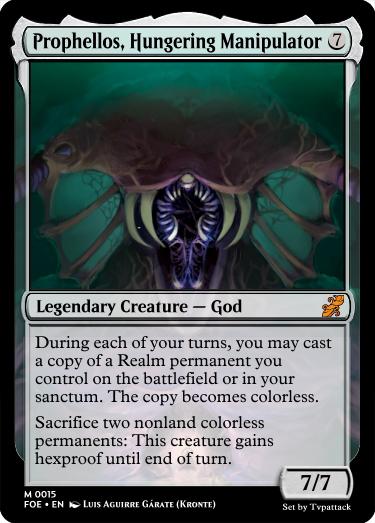 Prophellos, Hungering Manipulator 7
Legendary Creature — God
During each of your turns, you may cast
a copy of a Realm permanent you
control on the battlefield or in your
sanctum. The copy becomes colorless.
Sacrifice two nonland colorless
permanents: This creature gains
hexproof until end of turn.
7/7
M 0015
FOE • EN Luis Aguirre Gárate (Kronte)
Set by Tvpattack